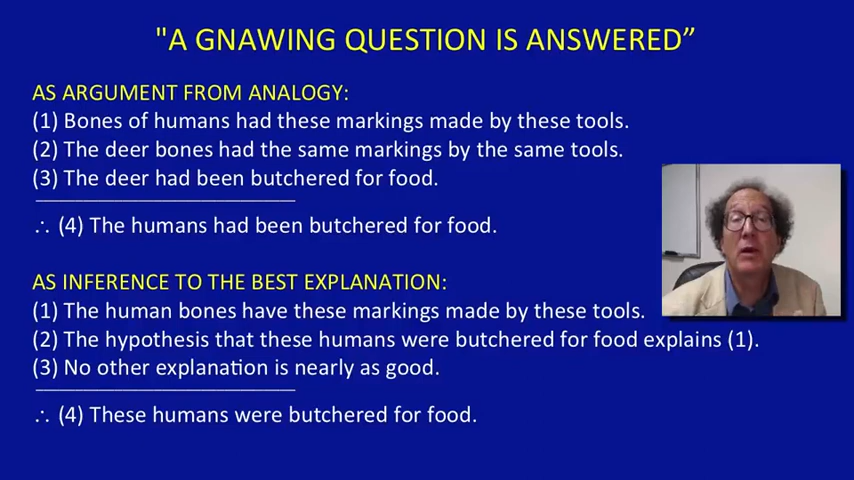 "A GNAWING QUESTION IS ANSWERED”
AS ARGUMENT FROM ANALOGY:
(1) Bones of humans had these markings made by these tools.
(2) The deer bones had the same markings by the same tools.
(3) The deer had been butchered for food.
∴ (4) The humans had been butchered for food.
AS INFERENCE TO THE BEST EXPLANATION:
(1) The human bones have these markings made by these tools.
(2) The hypothesis that these humans were butchered for food explains (1).
(3) No other explanation is nearly as good.
∴ (4) These humans were butchered for food.